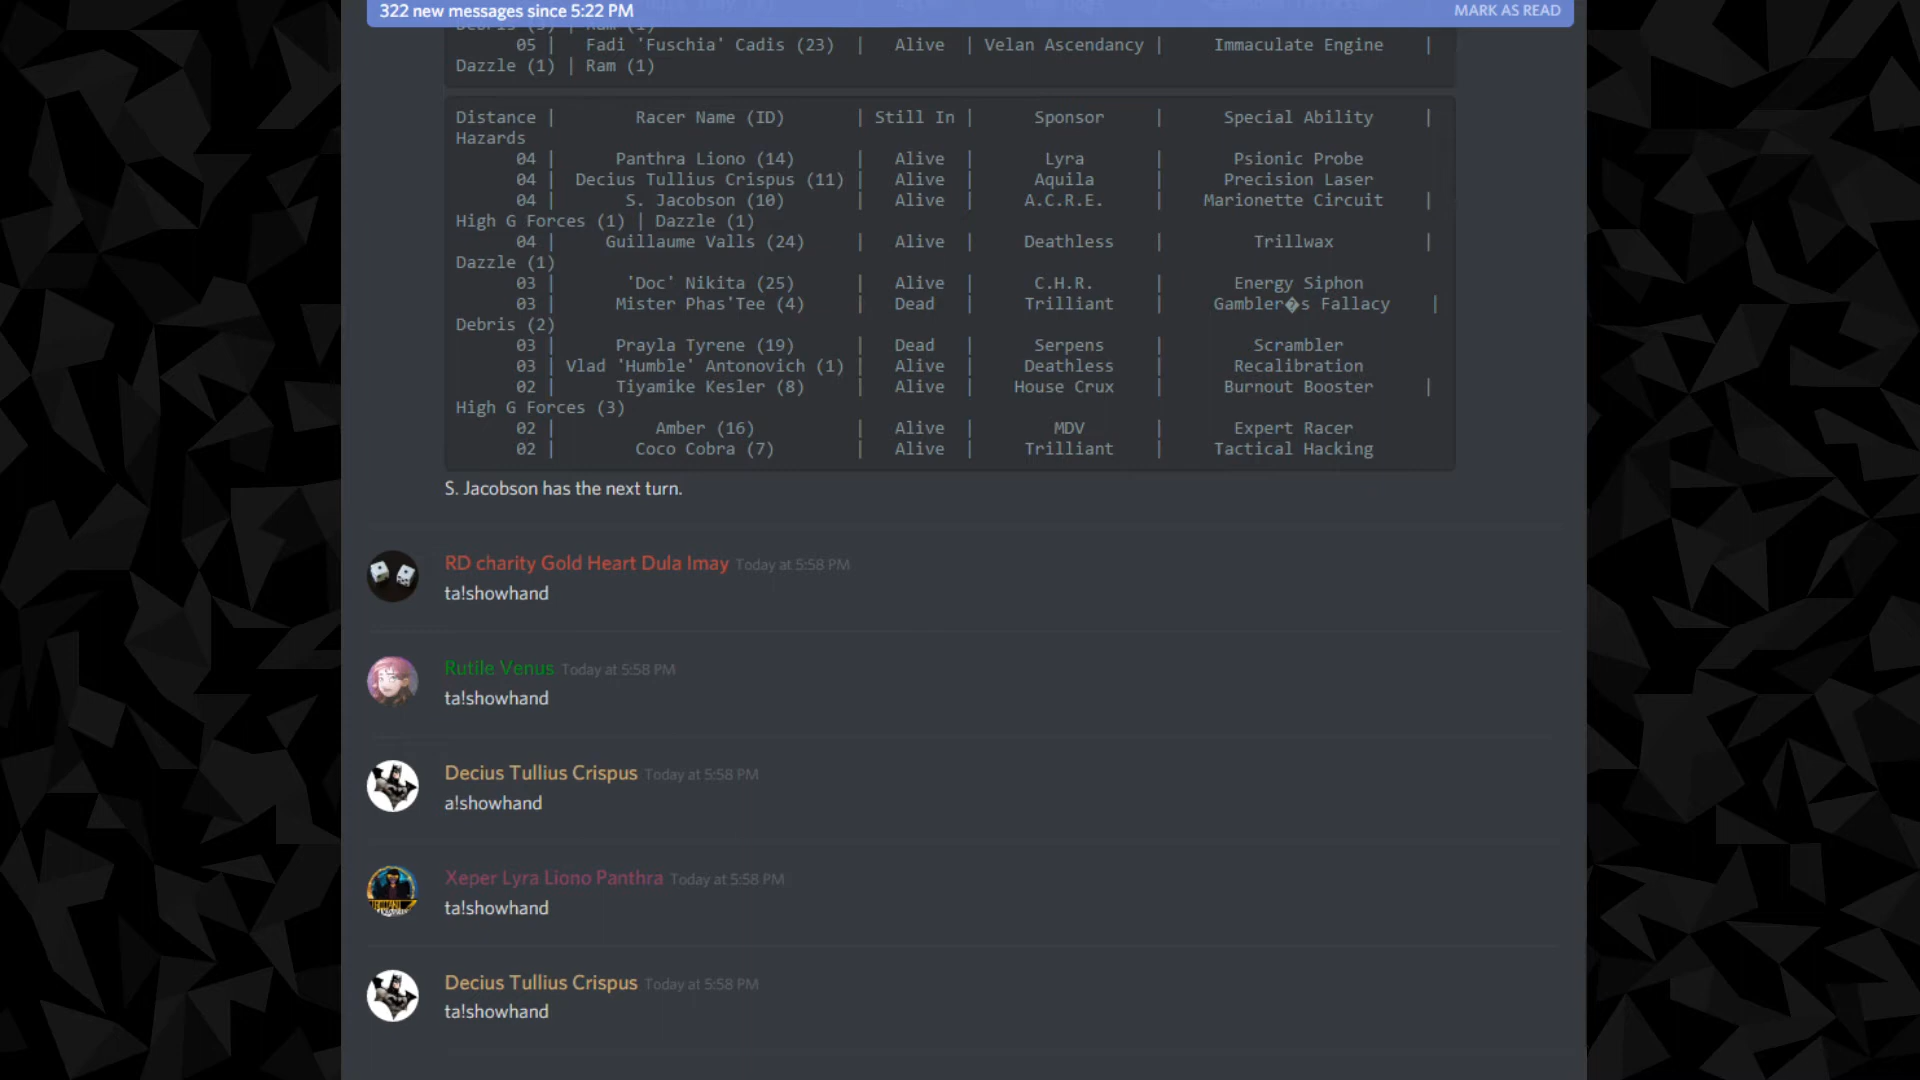 322 new messages since 5:22 PM MARK AS READ
05 | Fadi 'Fuschia' Cadis (23) | Alive | Velan Ascendancy | Immaculate Engine |
Dazzle (1) | Ram (1)
Distance | Racer Name (ID) | Still In | Sponsor | Special Ability |
Hazards
04 | Panthra Liono (14) | Alive | Lyra | Psionic Probe
04 | Decius Tullius Crispus (11) | Alive | Aquila | Precision Laser
04 | S. Jacobson (10) | Alive | A.C.R.E. | Marionette Circuit |
High G Forces (1) | Dazzle (1)
04 | Guillaume Valls (24) | Alive | Deathless | Trillwax |
Dazzle (1)
03 | 'Doc' Nikita (25) | Alive | C.H.R. | Energy Siphon
03 | Mister Phas'Tee (4) | Dead | Trilliant | Gambler�s Fallacy |
Debris (2)
03 | Prayla Tyrene (19) | Dead | Serpens | Scrambler
03 | Vlad 'Humble' Antonovich (1) | Alive | Deathless | Recalibration
02 | Tiyamike Kesler (8) | Alive | House Crux | Burnout Booster |
High G Forces (3)
02 | Amber (16) | Alive | MDV | Expert Racer
02 | Coco Cobra (7) | Alive | Trilliant | Tactical Hacking
S. Jacobson has the next turn.
RD charity Gold Heart Dula Imay Today at 5:58 PM
ta!showhand
Rutile Venus Today at 5:58 PM
ta!showhand
Decius Tullius Crispus Today at 5:58 PM
a!showhand
Xeper Lyra Liono Panthra Today at 5:58 PM
ta!showhand
Decius Tullius Crispus Today at 5:58 PM
ta!showhand